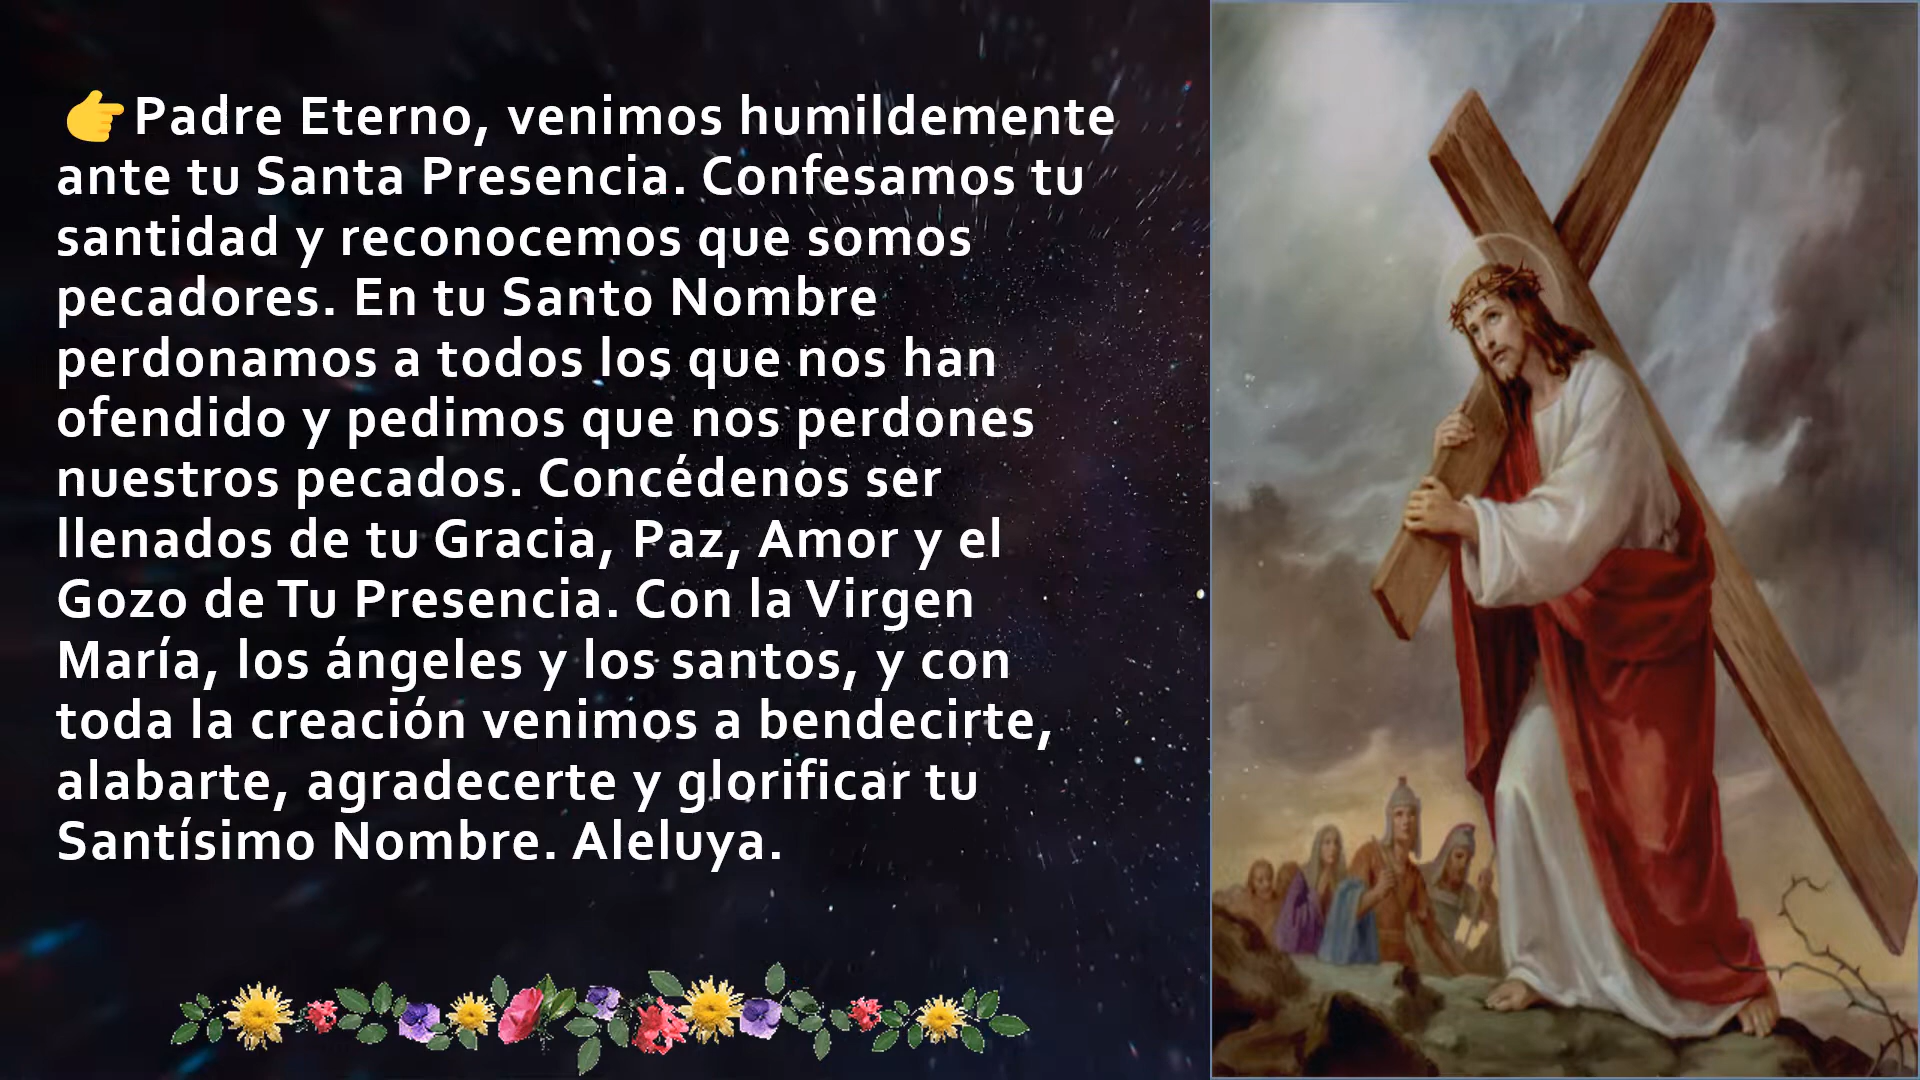 👉Padre Eterno, venimos humildemente
ante tu Santa Presencia. Confesamos tu
santidad y reconocemos que somos
pecadores. En tu Santo Nombre
perdonamos a todos los que nos han
ofendido y pedimos que nos perdones
nuestros pecados. Concédenos ser
llenados de tu Gracia, Paz, Amor y el
Gozo de Tu Presencia. Con la Virgen
María, los ángeles y los santos, y con
toda la creación venimos a bendecirte,
alabarte, agradecerte y glorificar tu
Santísimo Nombre. Aleluya.